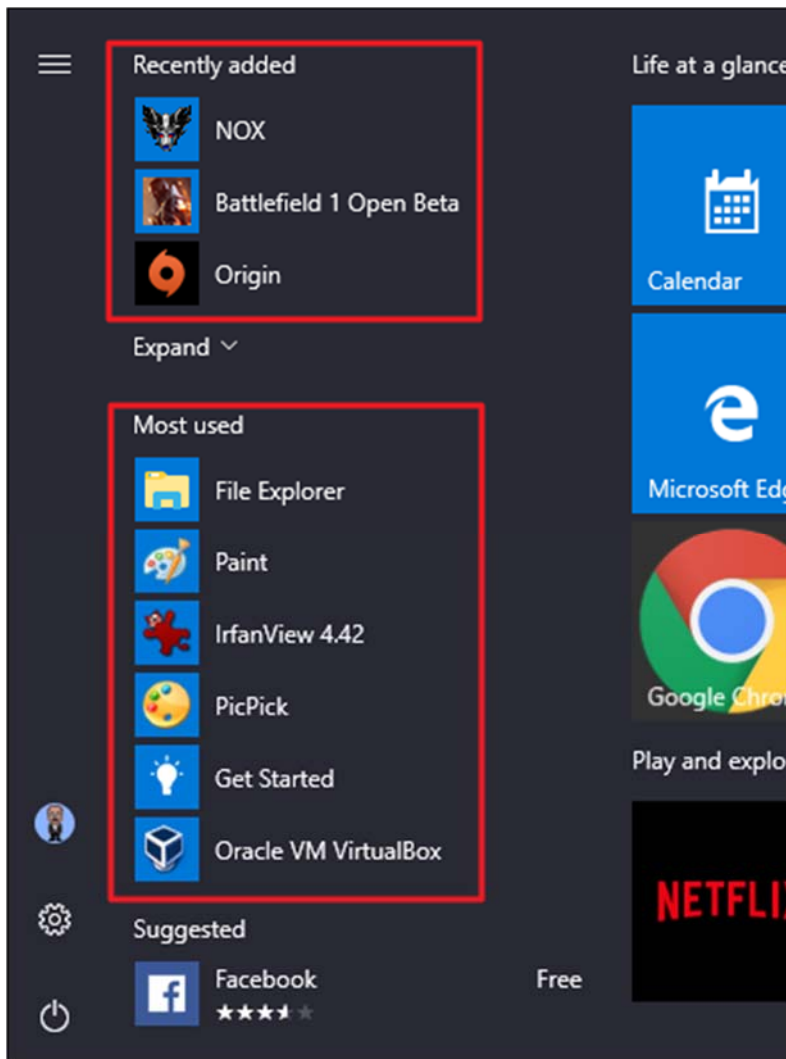 Recently added
NOX
Battlefield 1 Open Beta
Origin
Expand
Most used
File Explorer
Paint
IrfanView 4.42
PicPick
Get Started
Oracle VM VirtualBox
Suggested
Facebook
Free
Life at a glance
Calendar
Microsoft Edg
Google Chro
Play and explo
NETFLIX